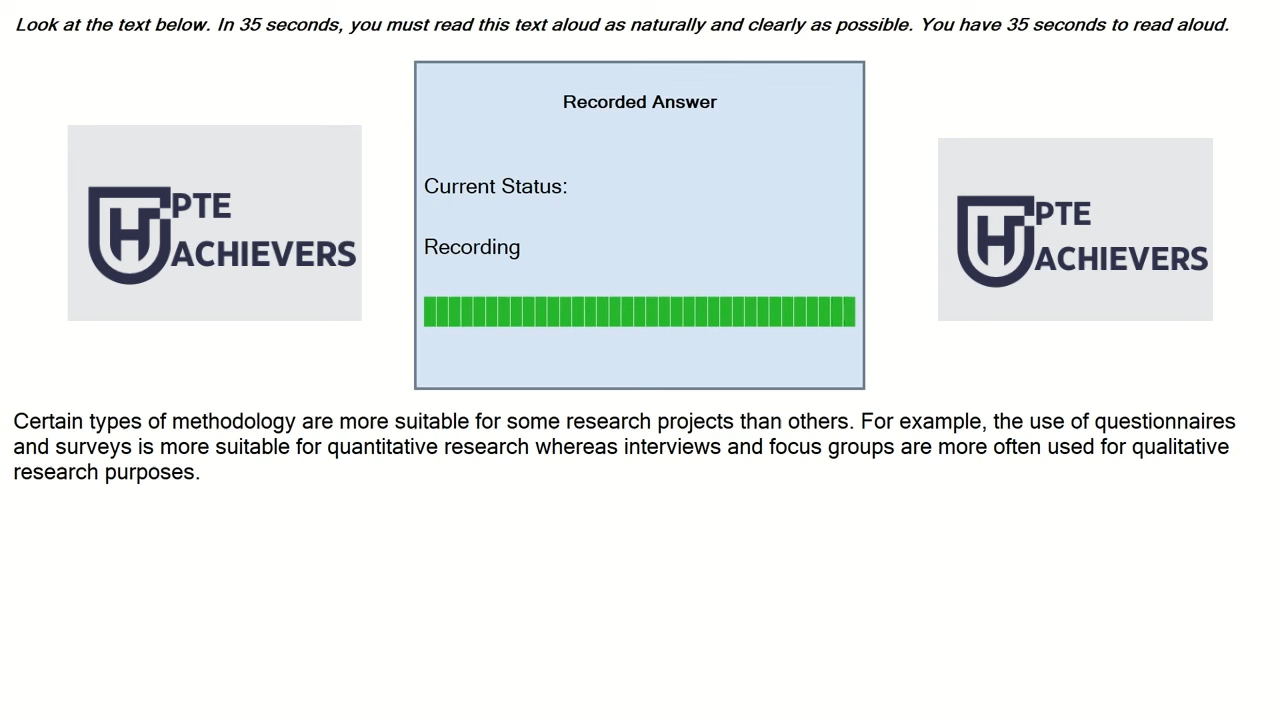 Look at the text below. In 35 seconds, you must read this text aloud as naturally and clearly as possible. You have 35 seconds to read aloud.
Recorded Answer
PTE
ACHIEVERS
Current Status:
Recording
PTE
ACHIEVERS
Certain types of methodology are more suitable for some research projects than others. For example, the use of questionnaires
and surveys is more suitable for quantitative research whereas interviews and focus groups are more often used for qualitative
research purposes.